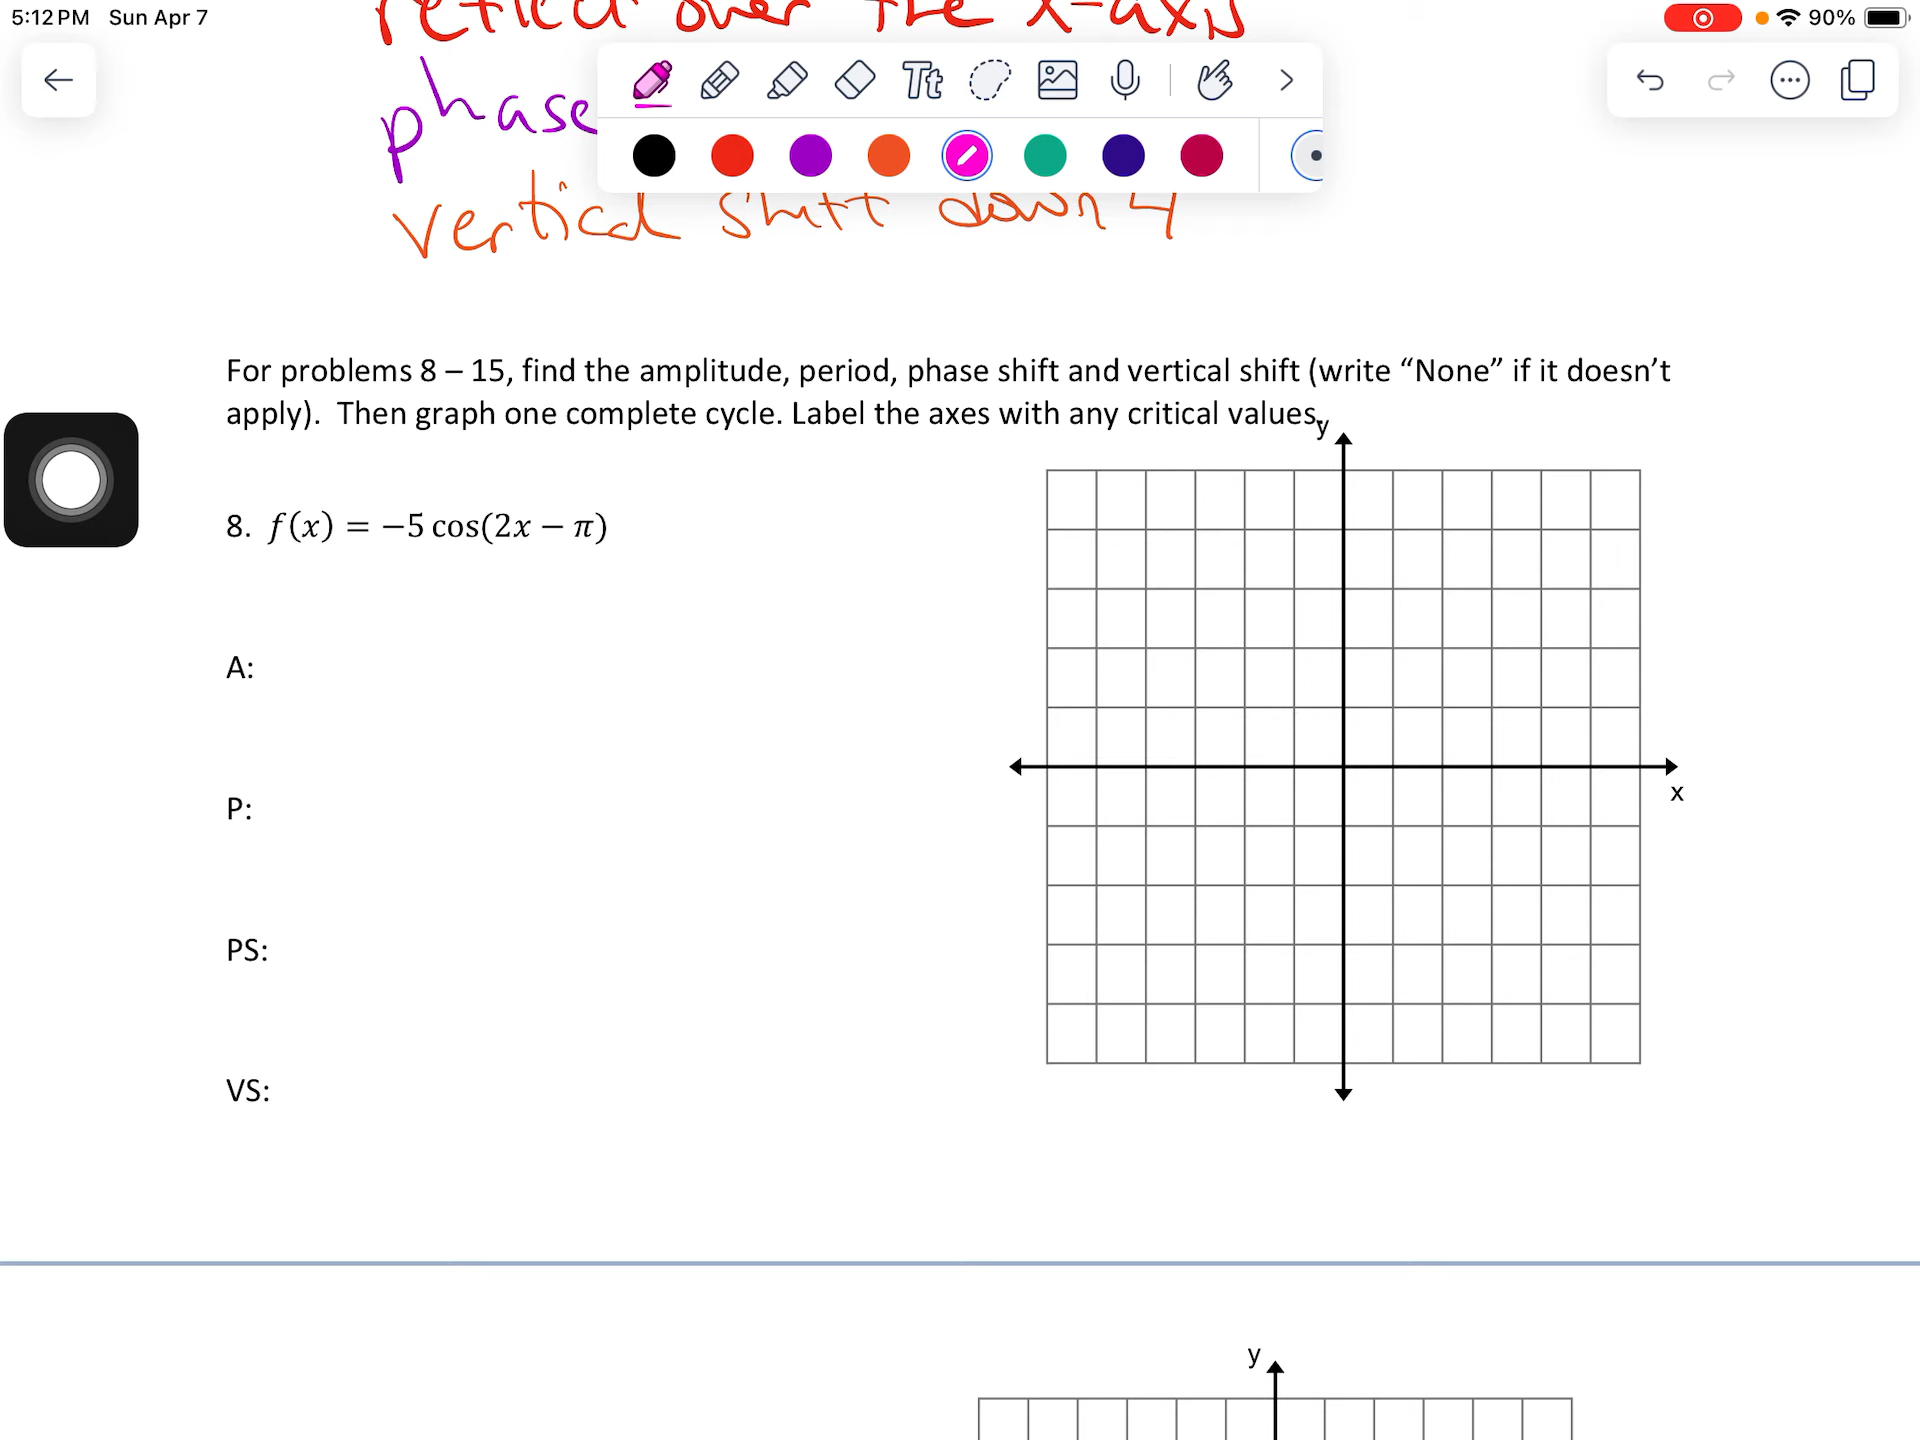 5:12 PM Sun Apr 7
90%
reflect over the x-axis
phase
Tt
vertical shift down 4
For problems 8 – 15, find the amplitude, period, phase shift and vertical shift (write “None” if it doesn’t
apply). Then graph one complete cycle. Label the axes with any critical values.
y
8. f(x) = −5 cos(2x − π)
A:
x
P:
PS:
VS:
y